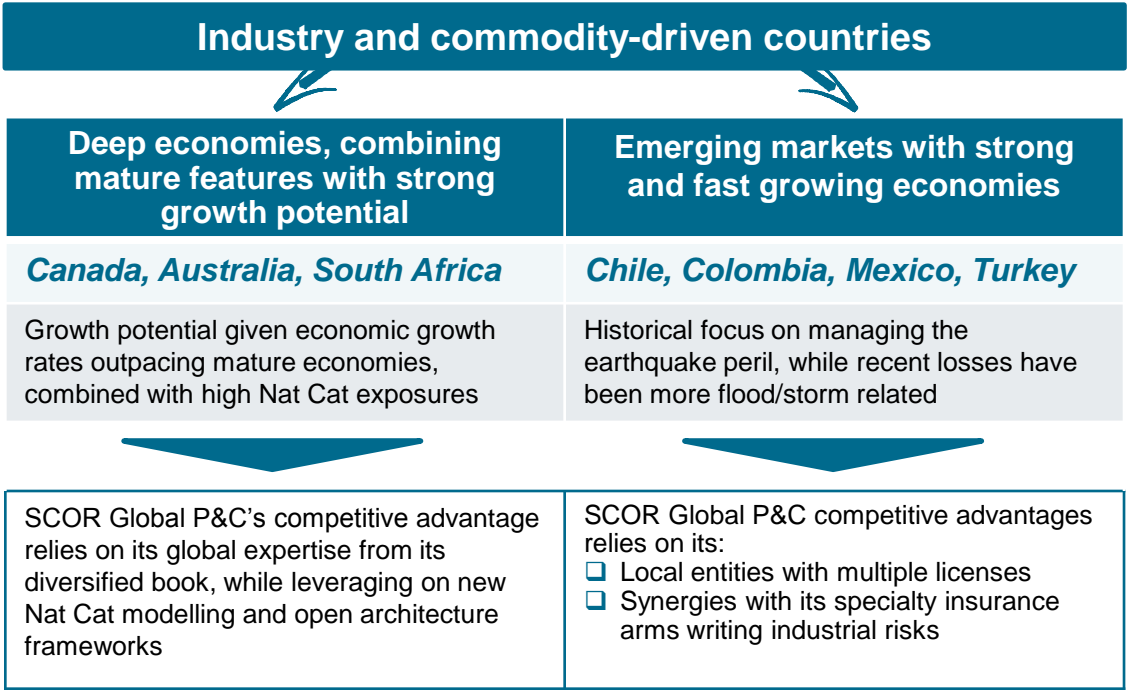 Industry and commodity-driven countries
Deep economies, combining
mature features with strong
growth potential
Emerging markets with strong
and fast growing economies
Canada, Australia, South Africa
Chile, Colombia, Mexico, Turkey
Growth potential given economic growth
rates outpacing mature economies,
combined with high Nat Cat exposures
Historical focus on managing the
earthquake peril, while recent losses have
been more flood/storm related
SCOR Global P&C’s competitive advantage
relies on its global expertise from its
diversified book, while leveraging on new
Nat Cat modelling and open architecture
frameworks
SCOR Global P&C competitive advantages
relies on its:
❑ Local entities with multiple licenses
❑ Synergies with its specialty insurance
arms writing industrial risks